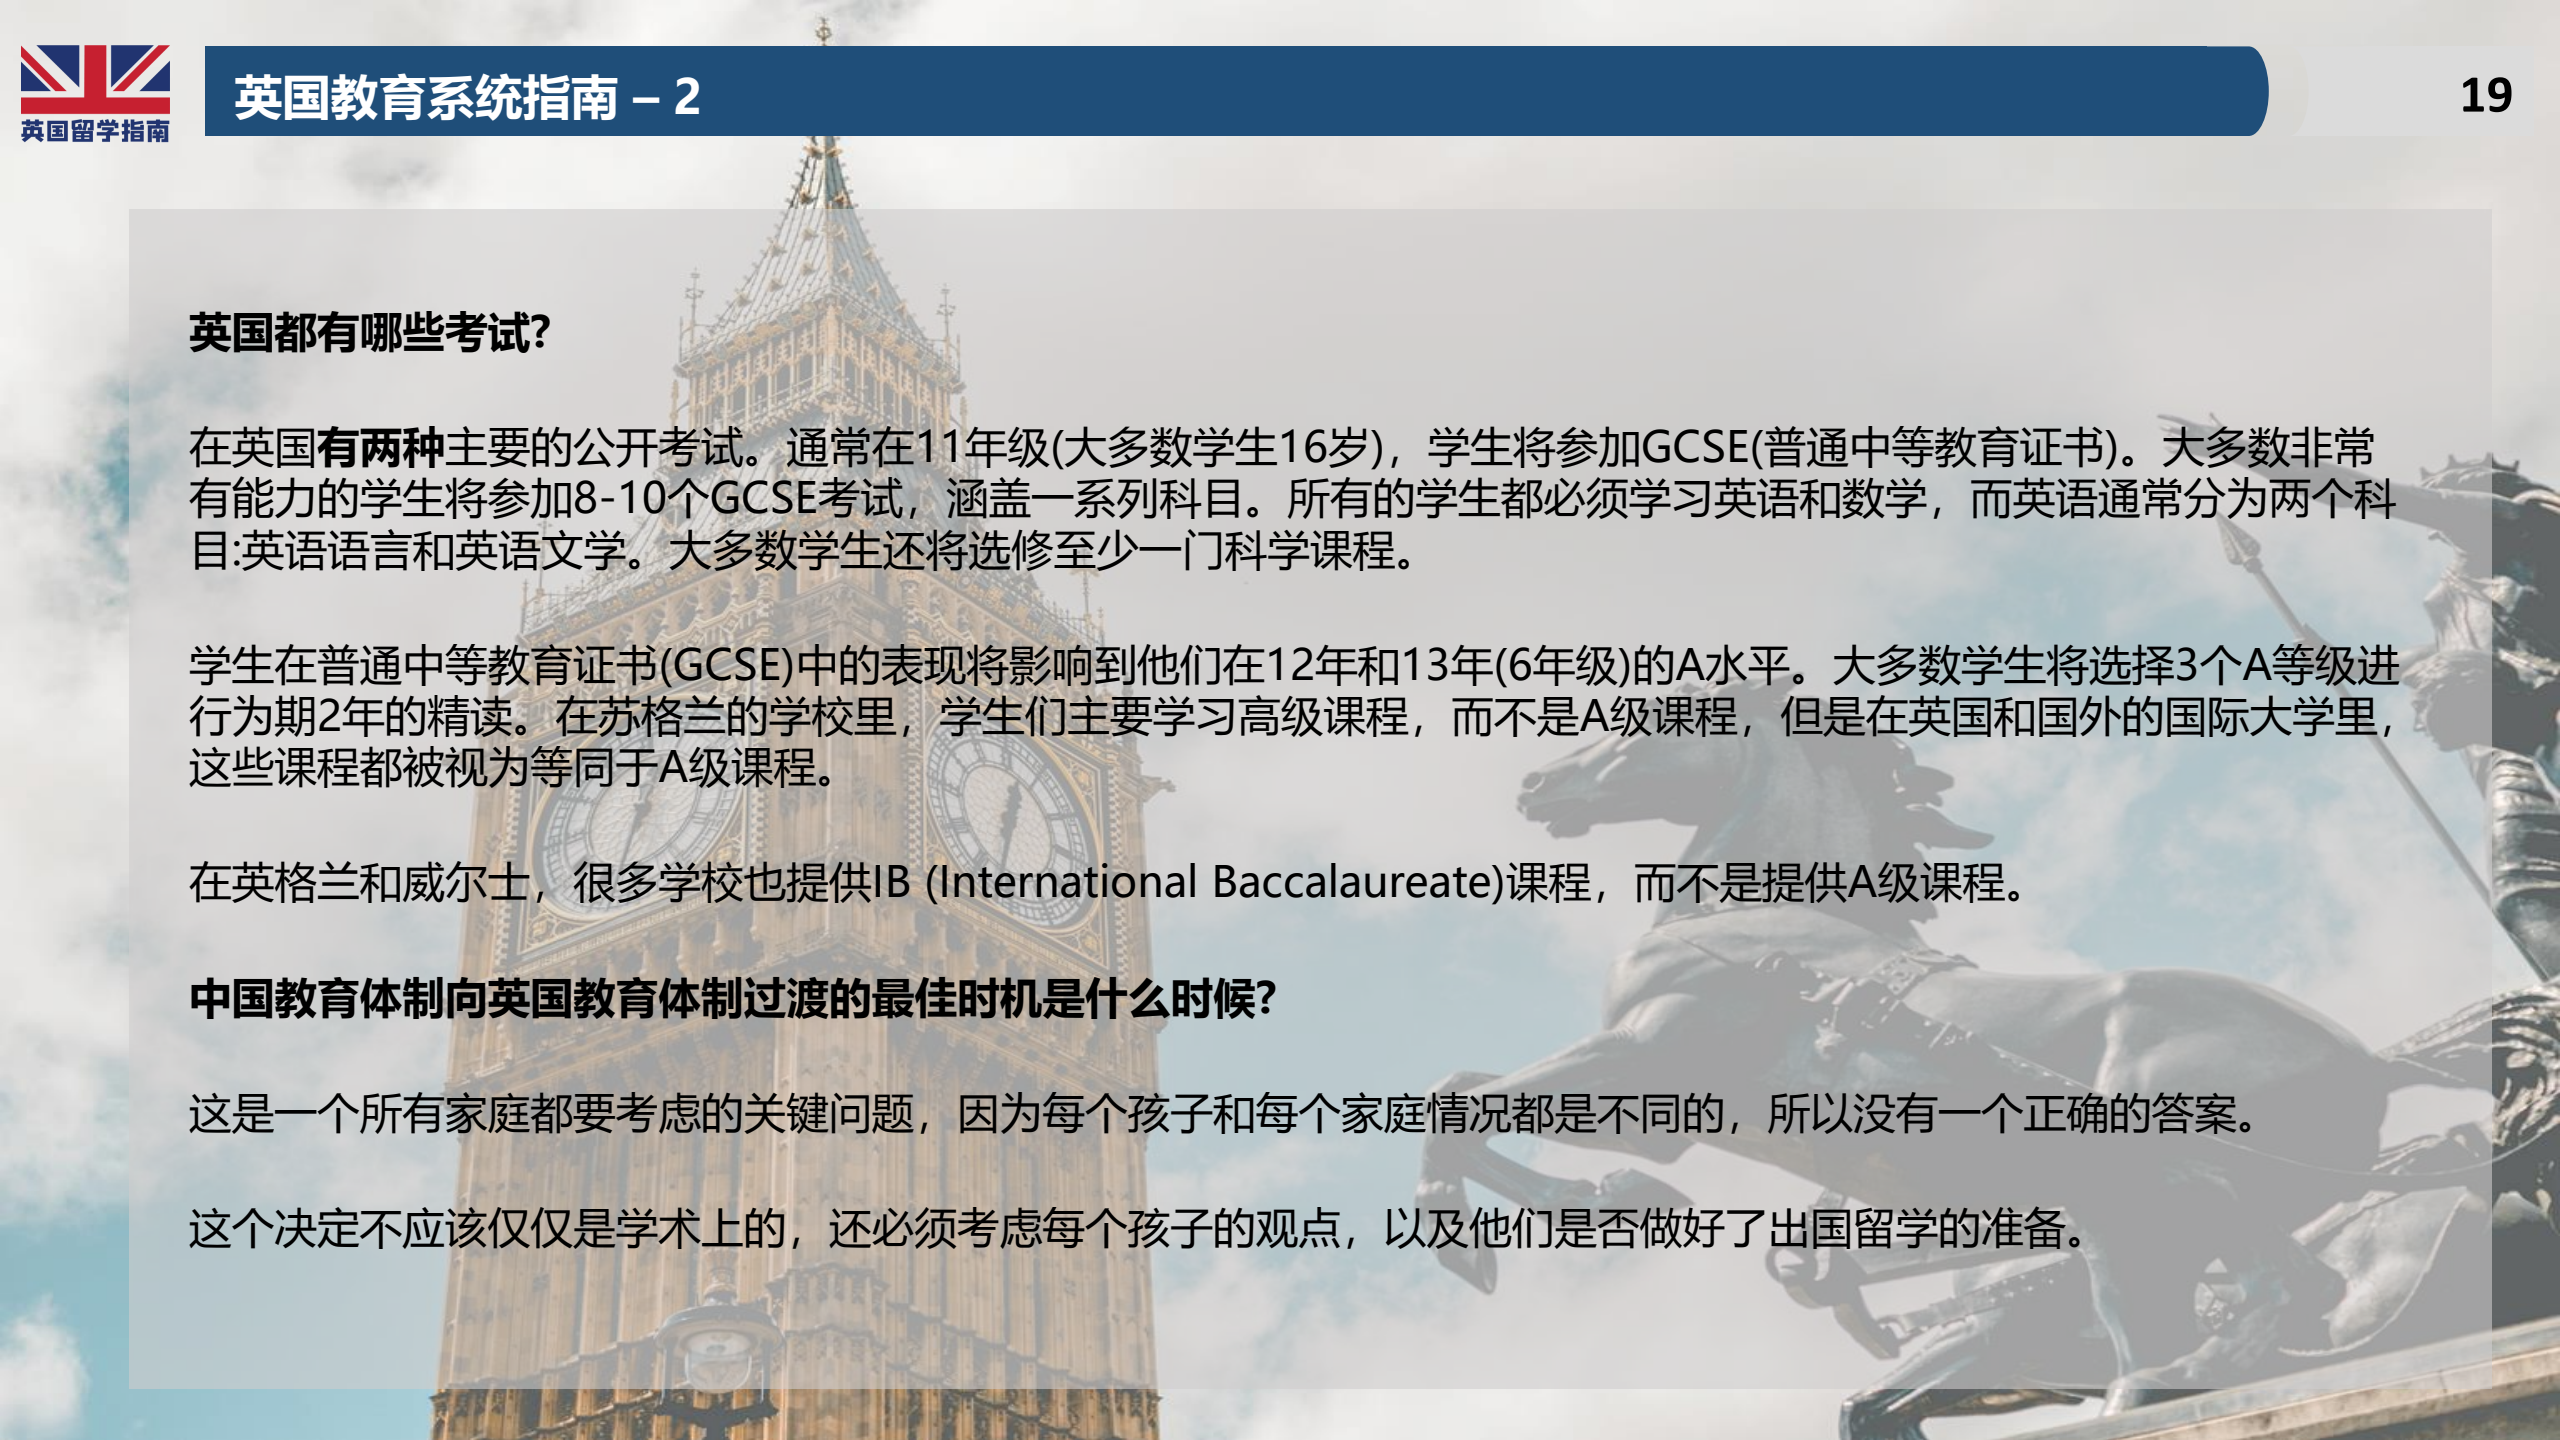 英国留学指南
英国教育系统指南 – 2
19
英国都有哪些考试?
在英国有两种主要的公开考试。通常在11年级(大多数学生16岁)，学生将参加GCSE(普通中等教育证书)。大多数非常
有能力的学生将参加8-10个GCSE考试，涵盖一系列科目。所有的学生都必须学习英语和数学，而英语通常分为两个科
目:英语语言和英语文学。大多数学生还将选修至少一门科学课程。
学生在普通中等教育证书(GCSE)中的表现将影响到他们在12年和13年(6年级)的A水平。大多数学生将选择3个A等级进
行为期2年的精读。在苏格兰的学校里，学生们主要学习高级课程，而不是A级课程，但是在英国和国外的国际大学里，
这些课程都被视为等同于A级课程。
在英格兰和威尔士，很多学校也提供IB (International Baccalaureate)课程，而不是提供A级课程。
中国教育体制向英国教育体制过渡的最佳时机是什么时候?
这是一个所有家庭都要考虑的关键问题，因为每个孩子和每个家庭情况都是不同的，所以没有一个正确的答案。
这个决定不应该仅仅是学术上的，还必须考虑每个孩子的观点，以及他们是否做好了出国留学的准备。